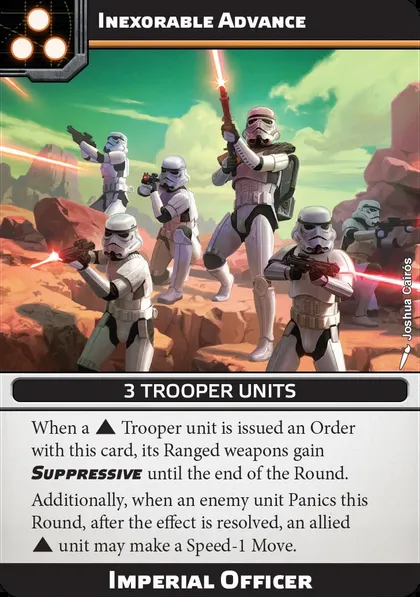 Inexorable Advance
Joshua Cairós
3 TROOPER UNITS
When a ▲ Trooper unit is issued an Order
with this card, its Ranged weapons gain
Suppressive until the end of the Round.
Additionally, when an enemy unit Panics this
Round, after the effect is resolved, an allied
▲ unit may make a Speed-1 Move.
Imperial Officer